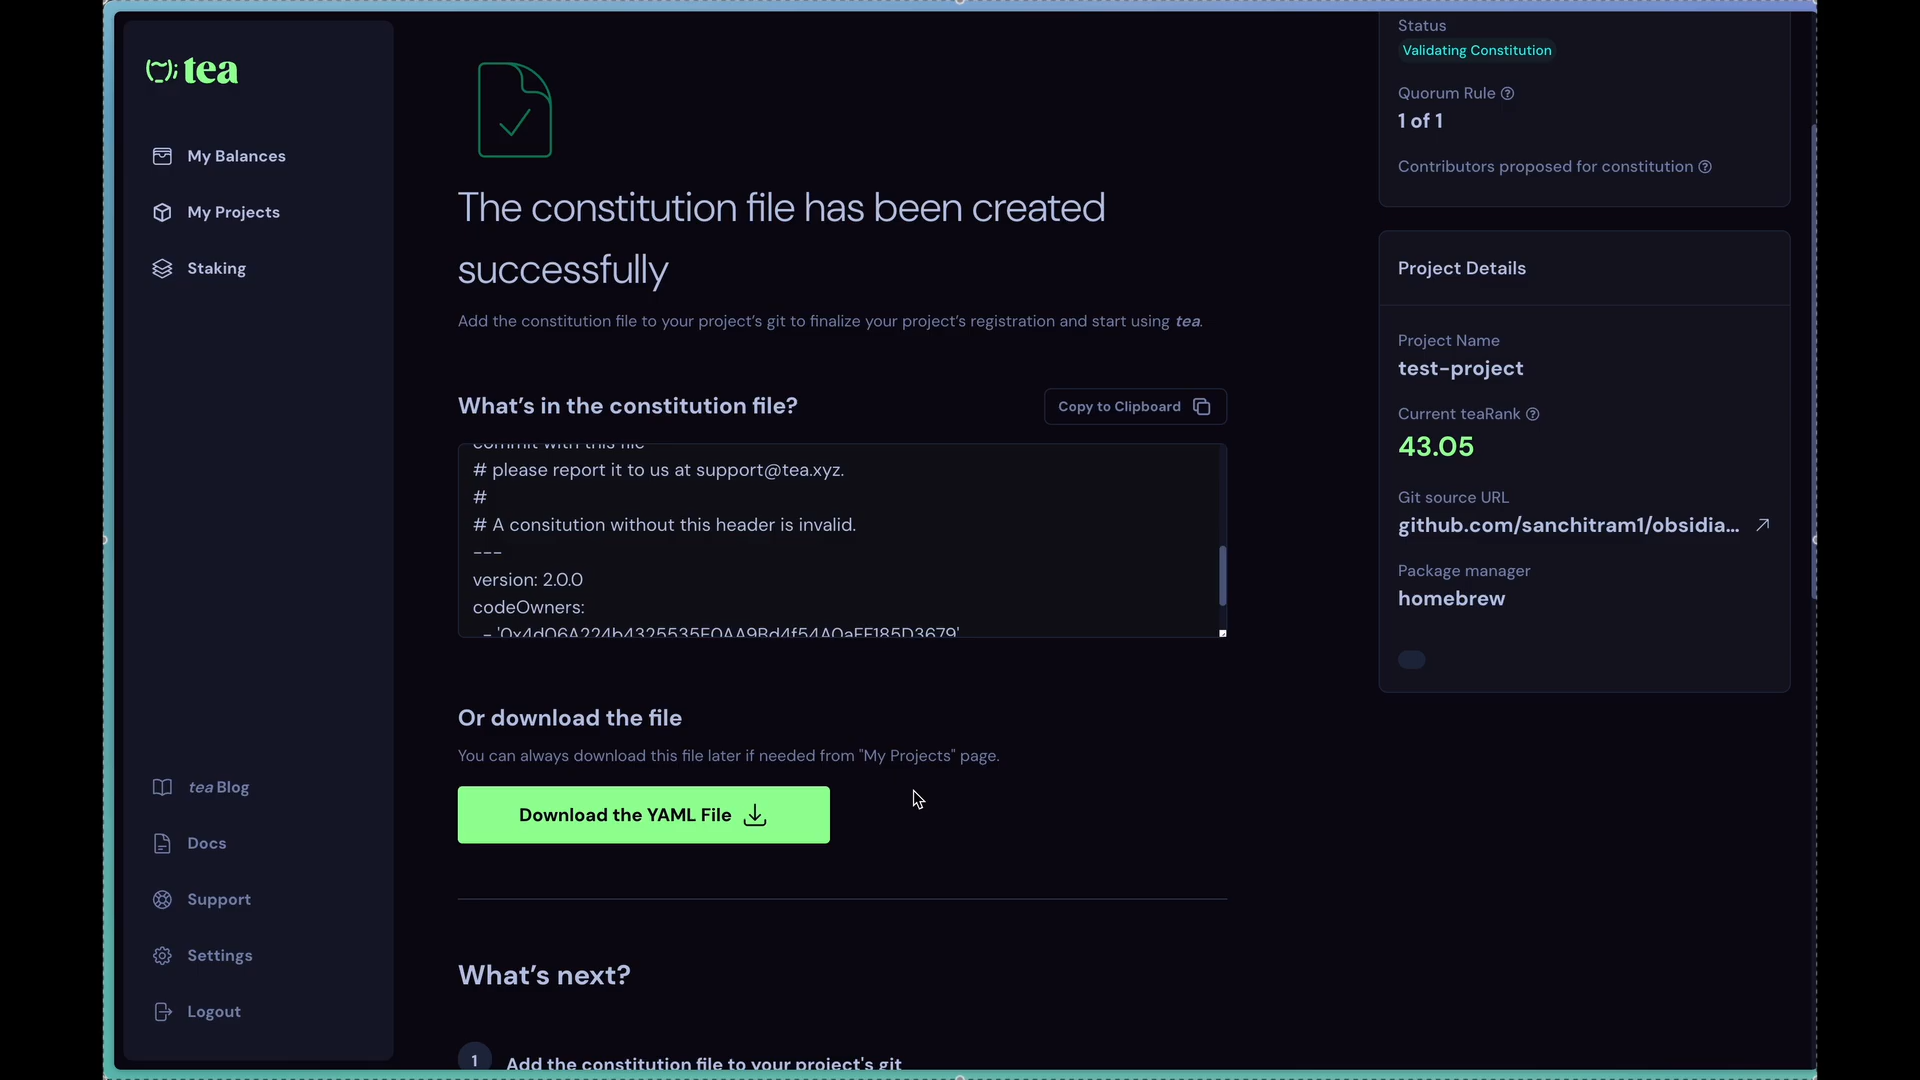 tea
My Balances
My Projects
Staking
tea Blog
Docs
Support
Settings
Logout
The constitution file has been created
successfully
Add the constitution file to your project's git to finalize your project's registration and start using tea.
What's in the constitution file?
Copy to Clipboard
commit with this file
# please report it to us at support@tea.xyz.
#
# A consitution without this header is invalid.
---
version: 2.0.0
codeOwners:
- '0x4d06A224b4325535E0AA9Bd4f54A0aFF185D3679'
Or download the file
You can always download this file later if needed from "My Projects" page.
Download the YAML File
What's next?
1 Add the constitution file to your project's git
Status
Validating Constitution
Quorum Rule
1 of 1
Contributors proposed for constitution
Project Details
Project Name
test-project
Current teaRank
43.05
Git source URL
github.com/sanchitram1/obsidia...
Package manager
homebrew